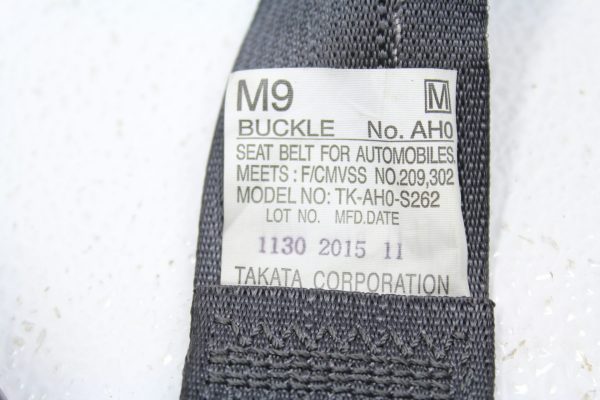 M9 M
BUCKLE No. AH0
SEAT BELT FOR AUTOMOBILES.
MEETS : F/CMVSS NO.209,302
MODEL NO: TK-AH0-S262
LOT NO. MFD.DATE
1130 2015 11
TAKATA CORPORATION